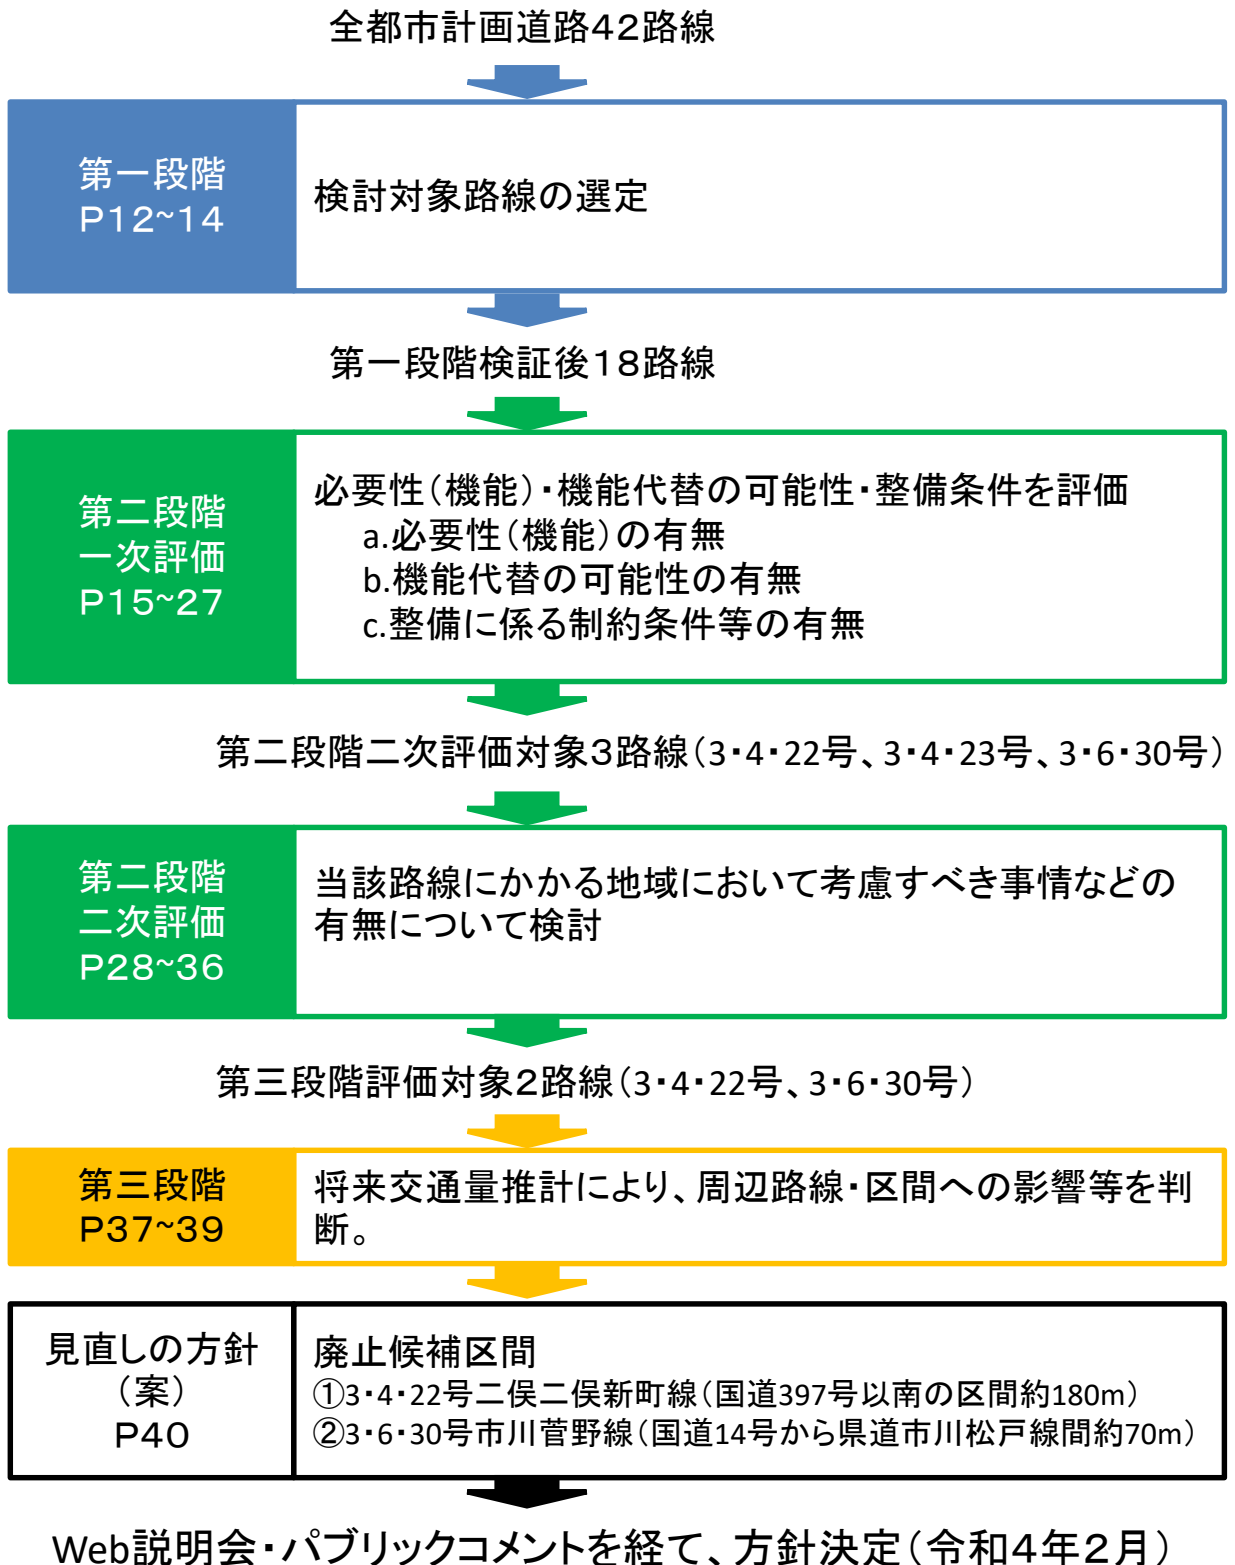 全都市計画道路42路線
第一段階
P12~14
検討対象路線の選定
第一段階検証後18路線
第二段階
一次評価
P15~27
必要性(機能)・機能代替の可能性・整備条件を評価
a.必要性(機能)の有無
b.機能代替の可能性の有無
c.整備に係る制約条件等の有無
第二段階二次評価対象3路線(3・4・22号、3・4・23号、3・6・30号)
第二段階
二次評価
P28~36
当該路線にかかる地域において考慮すべき事情などの
有無について検討
第三段階評価対象2路線(3・4・22号、3・6・30号)
第三段階
P37~39
将来交通量推計により、周辺路線・区間への影響等を判
断。
見直しの方針
(案)
P40
廃止候補区間
①3・4・22号二俣二俣新町線(国道397号以南の区間約180m)
②3・6・30号市川菅野線(国道14号から県道市川松戸線間約70m)
Web説明会・パブリックコメントを経て、方針決定(令和4年2月)